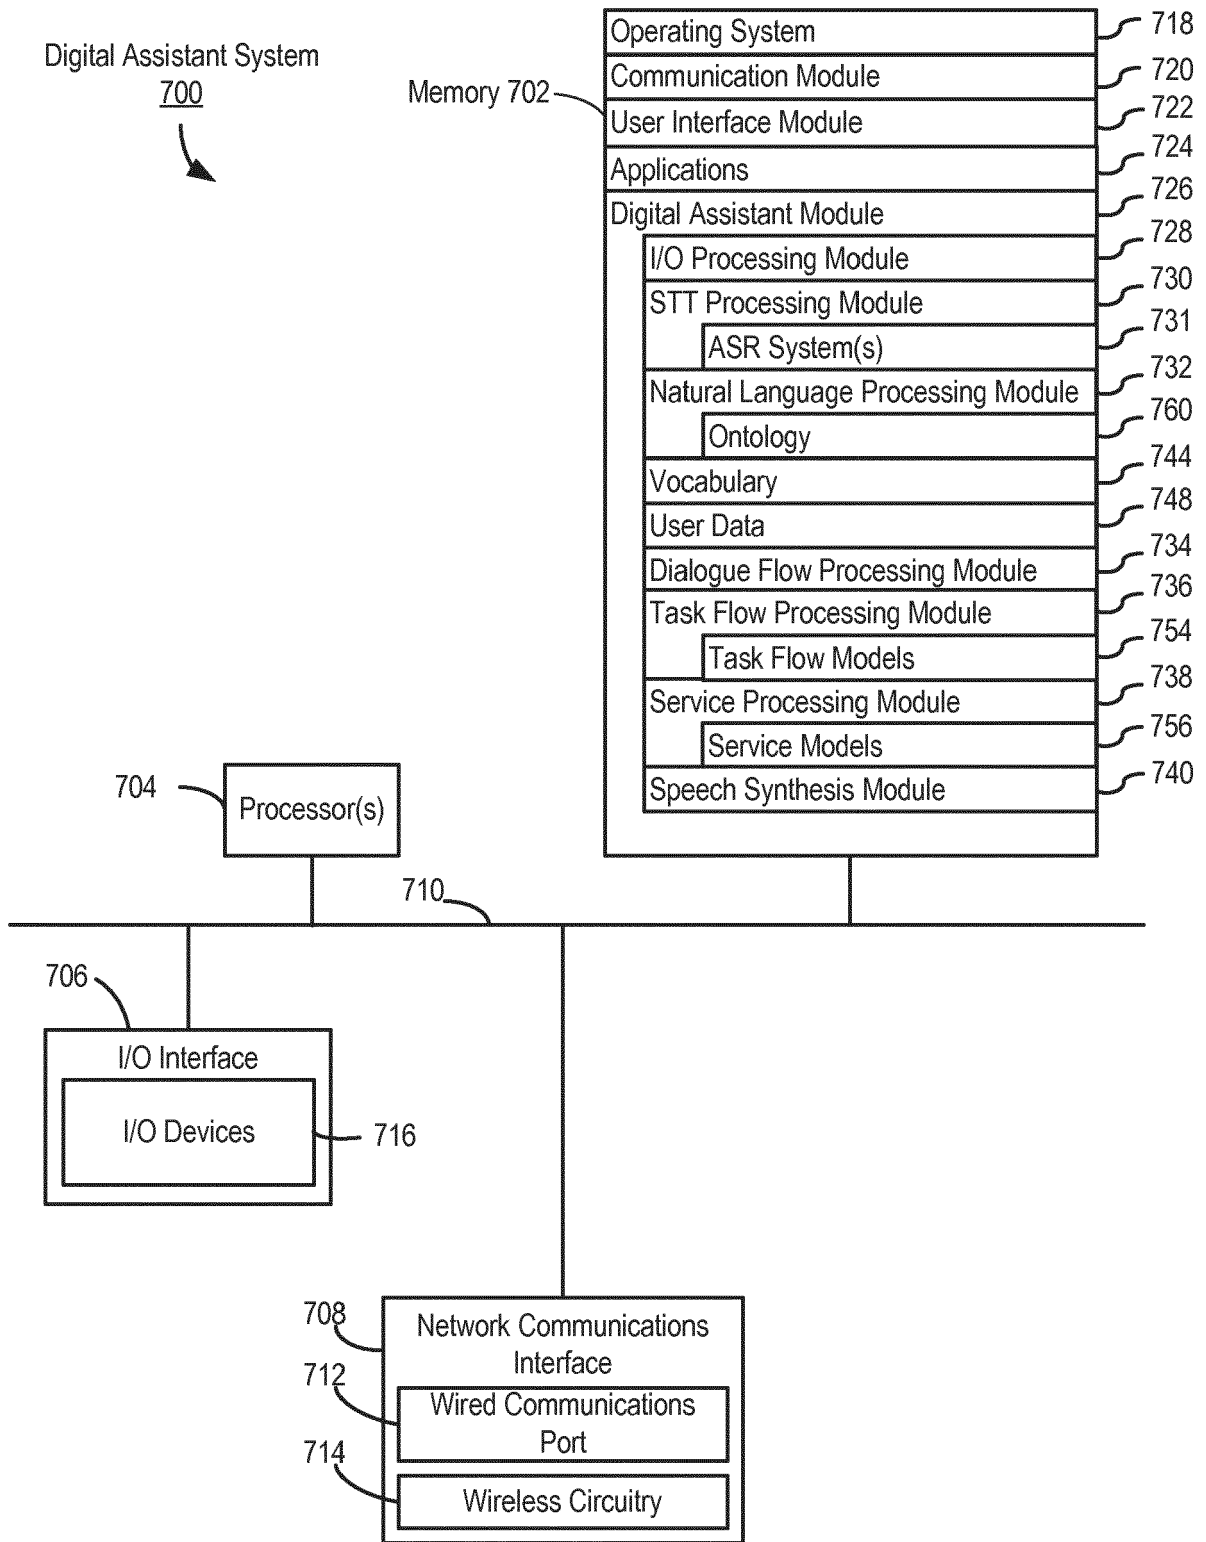 Digital Assistant System
700
Memory 702
Operating System 718
Communication Module 720
User Interface Module 722
Applications 724
Digital Assistant Module 726
I/O Processing Module 728
STT Processing Module 730
ASR System(s) 731
Natural Language Processing Module 732
Ontology 760
Vocabulary 744
User Data 748
Dialogue Flow Processing Module 734
Task Flow Processing Module 736
Task Flow Models 754
Service Processing Module 738
Service Models 756
Speech Synthesis Module 740
704
Processor(s)
710
706
I/O Interface
I/O Devices
716
708
Network Communications
Interface
712
Wired Communications
Port
714
Wireless Circuitry